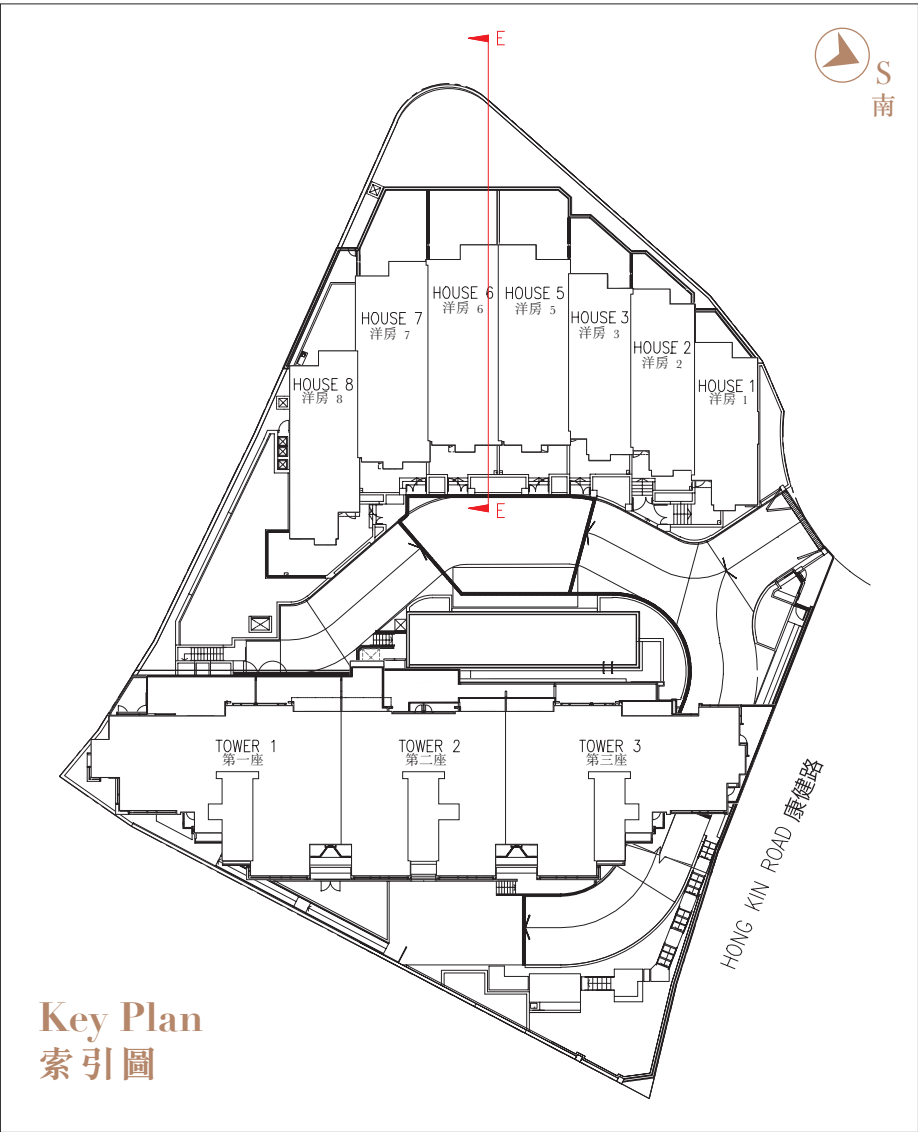 E
S
南
HOUSE 6
洋房 6
HOUSE 5
洋房 5
HOUSE 7
洋房 7
HOUSE 3
洋房 3
HOUSE 2
洋房 2
HOUSE 8
洋房 8
HOUSE 1
洋房 1
E
TOWER 1
第一座
TOWER 2
第二座
TOWER 3
第三座
HONG KIN ROAD 康健路
Key Plan
索引圖